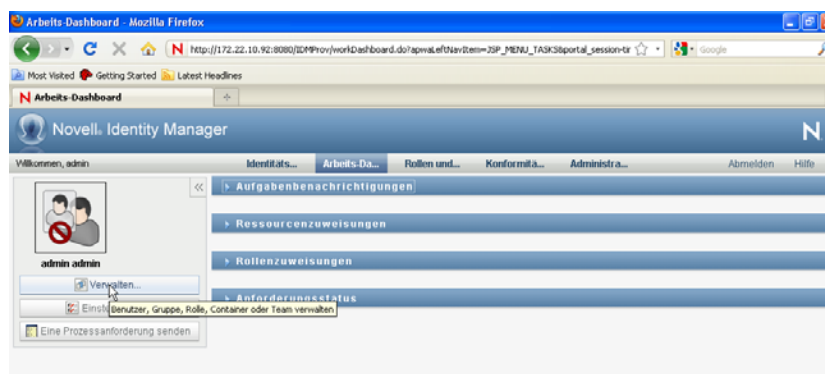 Arbeits-Dashboard - Mozilla Firefox
http://172.22.10.92:8080/IDMProv/workDashboard.do?apwaLeftNavItem=JSP_MENU_TASKS&portal_session-tir
Google
Most Visited Getting Started Latest Headlines
Arbeits-Dashboard
Novell. Identity Manager
N
Willkommen, admin
Identitäts... Arbeits-Da... Rollen und... Konformitä... Administra... Abmelden Hilfe
Aufgabenbenachrichtigungen
Ressourcenzuweisungen
Rollenzuweisungen
admin admin
Verwalten...
Anforderungsstatus
Benutzer, Gruppe, Rolle, Container oder Team verwalten
Eine Prozessanforderung senden